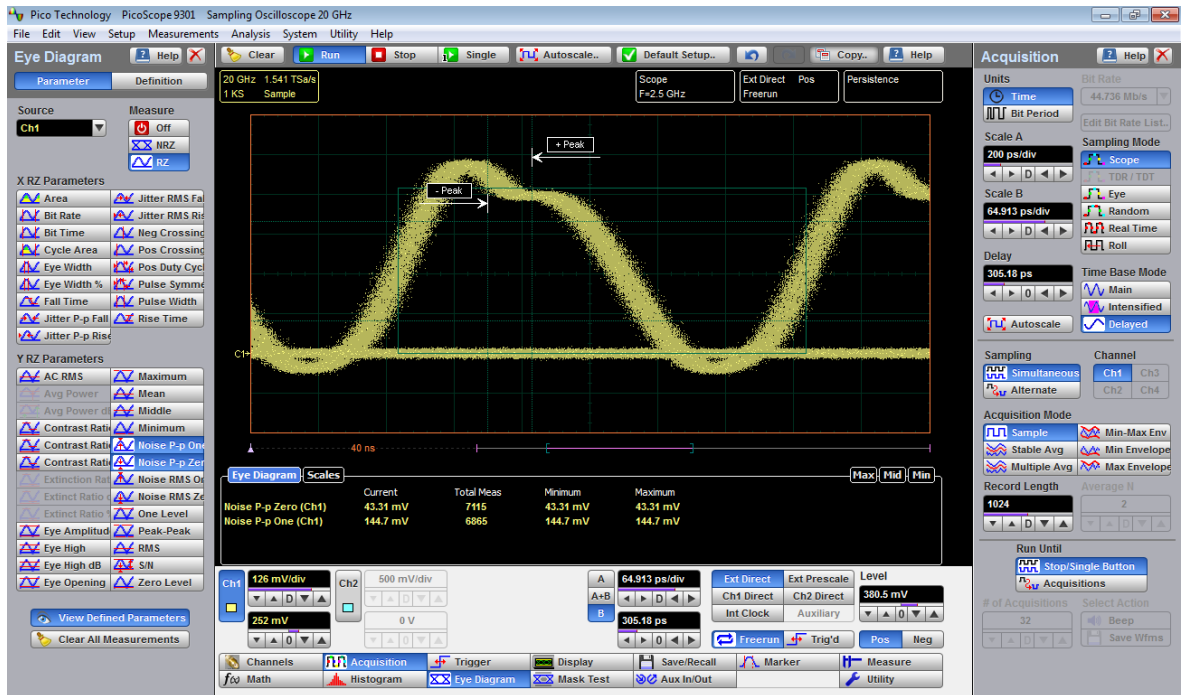 Pico Technology PicoScope 9301 Sampling Oscilloscope 20 GHz
File Edit View Setup Measurements Analysis System Utility Help
Eye Diagram ? Help
Parameter Definition
Source Measure
Ch1 Off
NRZ
RZ
X RZ Parameters
Area Jitter RMS Fal
Bit Rate Jitter RMS Ris
Bit Time Neg Crossing
Cycle Area Pos Crossing
Eye Width Pos Duty Cycl
Eye Width % Pulse Symme
Fall Time Pulse Width
Jitter P-p Fall Rise Time
Jitter P-p Rise
Y RZ Parameters
AC RMS Maximum
Avg Power Mean
Avg Power dB Middle
Contrast Rati Minimum
Contrast Rati Noise P-p One
Contrast Rati Noise P-p Zer
Extinction Rat Noise RMS On
Extinct Ratio d Noise RMS Ze
Extinct Ratio % One Level
Eye Amplitud Peak-Peak
Eye High RMS
Eye High dB S/N
Eye Opening Zero Level
View Defined Parameters
Clear All Measurements
Clear Run Stop Single Autoscale.. Default Setup.. Copy.. ? Help
20 GHz 1.541 TSa/s
1 KS Sample
Scope
F=2.5 GHz
Ext Direct Pos
Freerun
Persistence
+ Peak
- Peak
C1+
40 ns
Eye Diagram Scales Max Mid Min
Current Total Meas Minimum Maximum
Noise P-p Zero (Ch1) 43.31 mV 7115 43.31 mV 43.31 mV
Noise P-p One (Ch1) 144.7 mV 6865 144.7 mV 144.7 mV
Ch1 126 mV/div Ch2 500 mV/div
D D
252 mV 0 V
0 0
A 64.913 ps/div
A+B D
B 305.18 ps
0
Ext Direct Ext Prescale Level
Ch1 Direct Ch2 Direct 380.5 mV
Int Clock Auxiliary 0
Freerun Trig'd Pos Neg
Channels Acquisition Trigger Display Save/Recall Marker Measure
f(x) Math Histogram Eye Diagram Mask Test Aux In/Out Utility
Acquisition ? Help
Units Bit Rate
Time 44.736 Mb/s
Bit Period Edit Bit Rate List..
Scale A Sampling Mode
200 ps/div Scope
D TDR / TDT
Scale B Eye
64.913 ps/div Random
D Real Time
Roll
Delay
305.18 ps Time Base Mode
0 Main
Intensified
Autoscale Delayed
Sampling Channel
Simultaneous Ch1 Ch3
Alternate Ch2 Ch4
Acquisition Mode
Sample Min-Max Env
Stable Avg Min Envelope
Multiple Avg Max Envelope
Record Length Average N
1024 2
D D
Run Until
Stop/Single Button
Acquisitions
# of Acquisitions Select Action
32 Beep
D Save Wfms